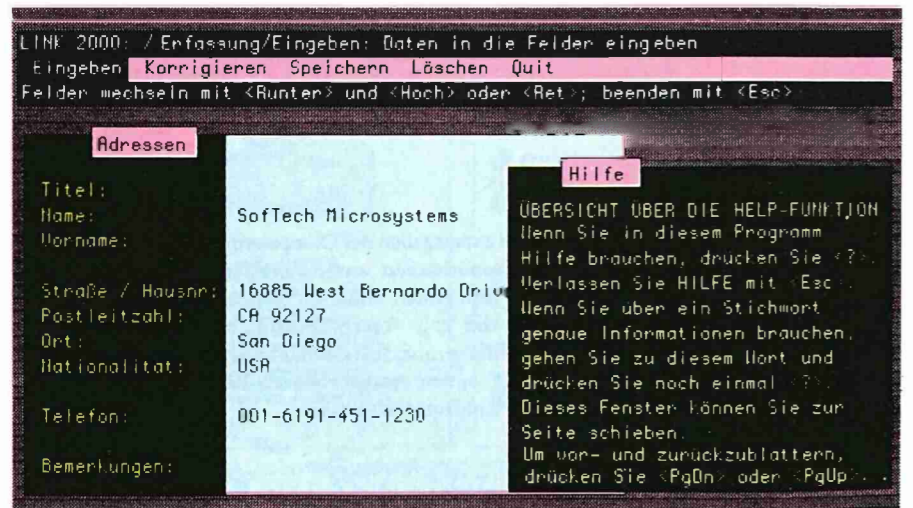 LINK 2000: / Erfassung/Eingeben: Daten in die Felder eingeben
Eingeben Korrigieren Speichern Löschen Quit
Felder wechseln mit <Runter> und <Hoch> oder <Ret>; beenden mit <Esc>
Adressen
Titel:
Name: SofTech Microsystems
Vorname:
Straße / Hausnr: 16885 West Bernardo Drive
Postleitzahl: CA 92127
Ort: San Diego
Nationalität: USA
Telefon: 001-6191-451-1230
Bemerkungen:
Hilfe
ÜBERSICHT ÜBER DIE HELP-FUNKTION
Wenn Sie in diesem Programm
Hilfe brauchen, drücken Sie <?>.
Verlassen Sie HILFE mit <Esc>.
Wenn Sie über ein Stichwort
genaue Informationen brauchen,
gehen Sie zu diesem Wort und
drücken Sie noch einmal <?>.
Dieses Fenster können Sie zur
Seite schieben.
Um vor- und zurückzublättern,
drücken Sie <PgDn> oder <PgUp>...